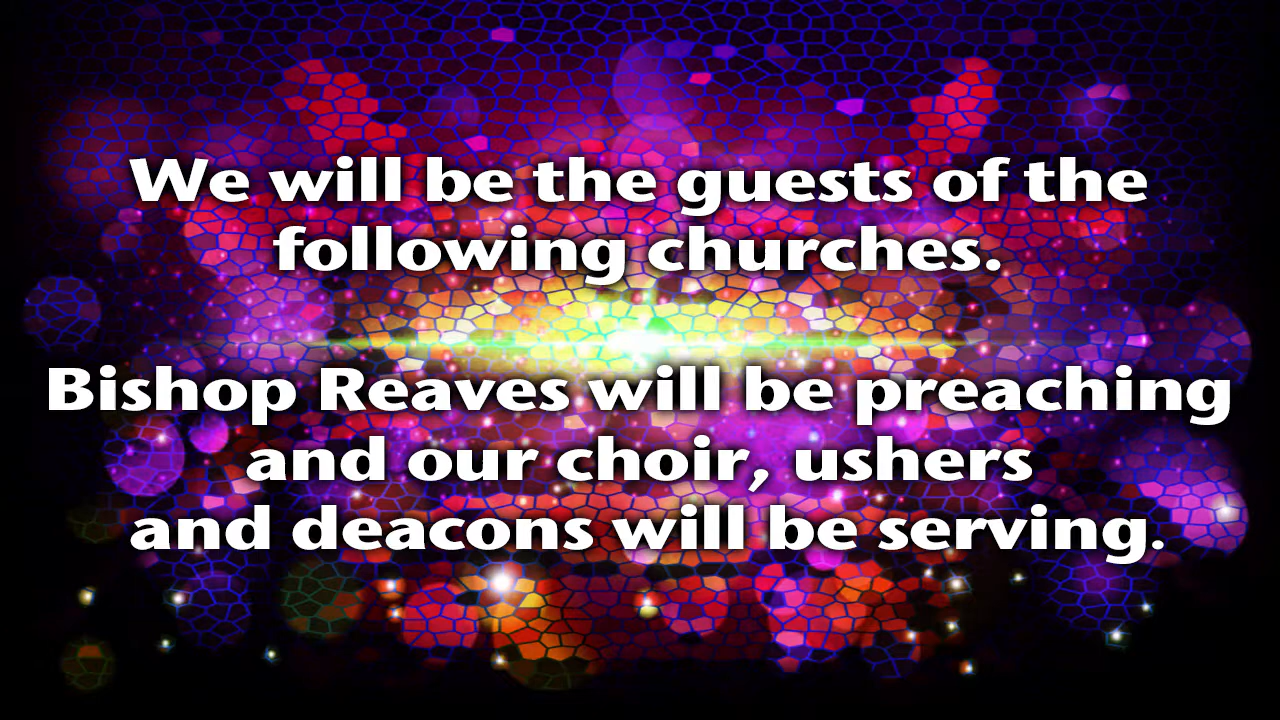 We will be the guests of the
following churches.
Bishop Reaves will be preaching
and our choir, ushers
and deacons will be serving.